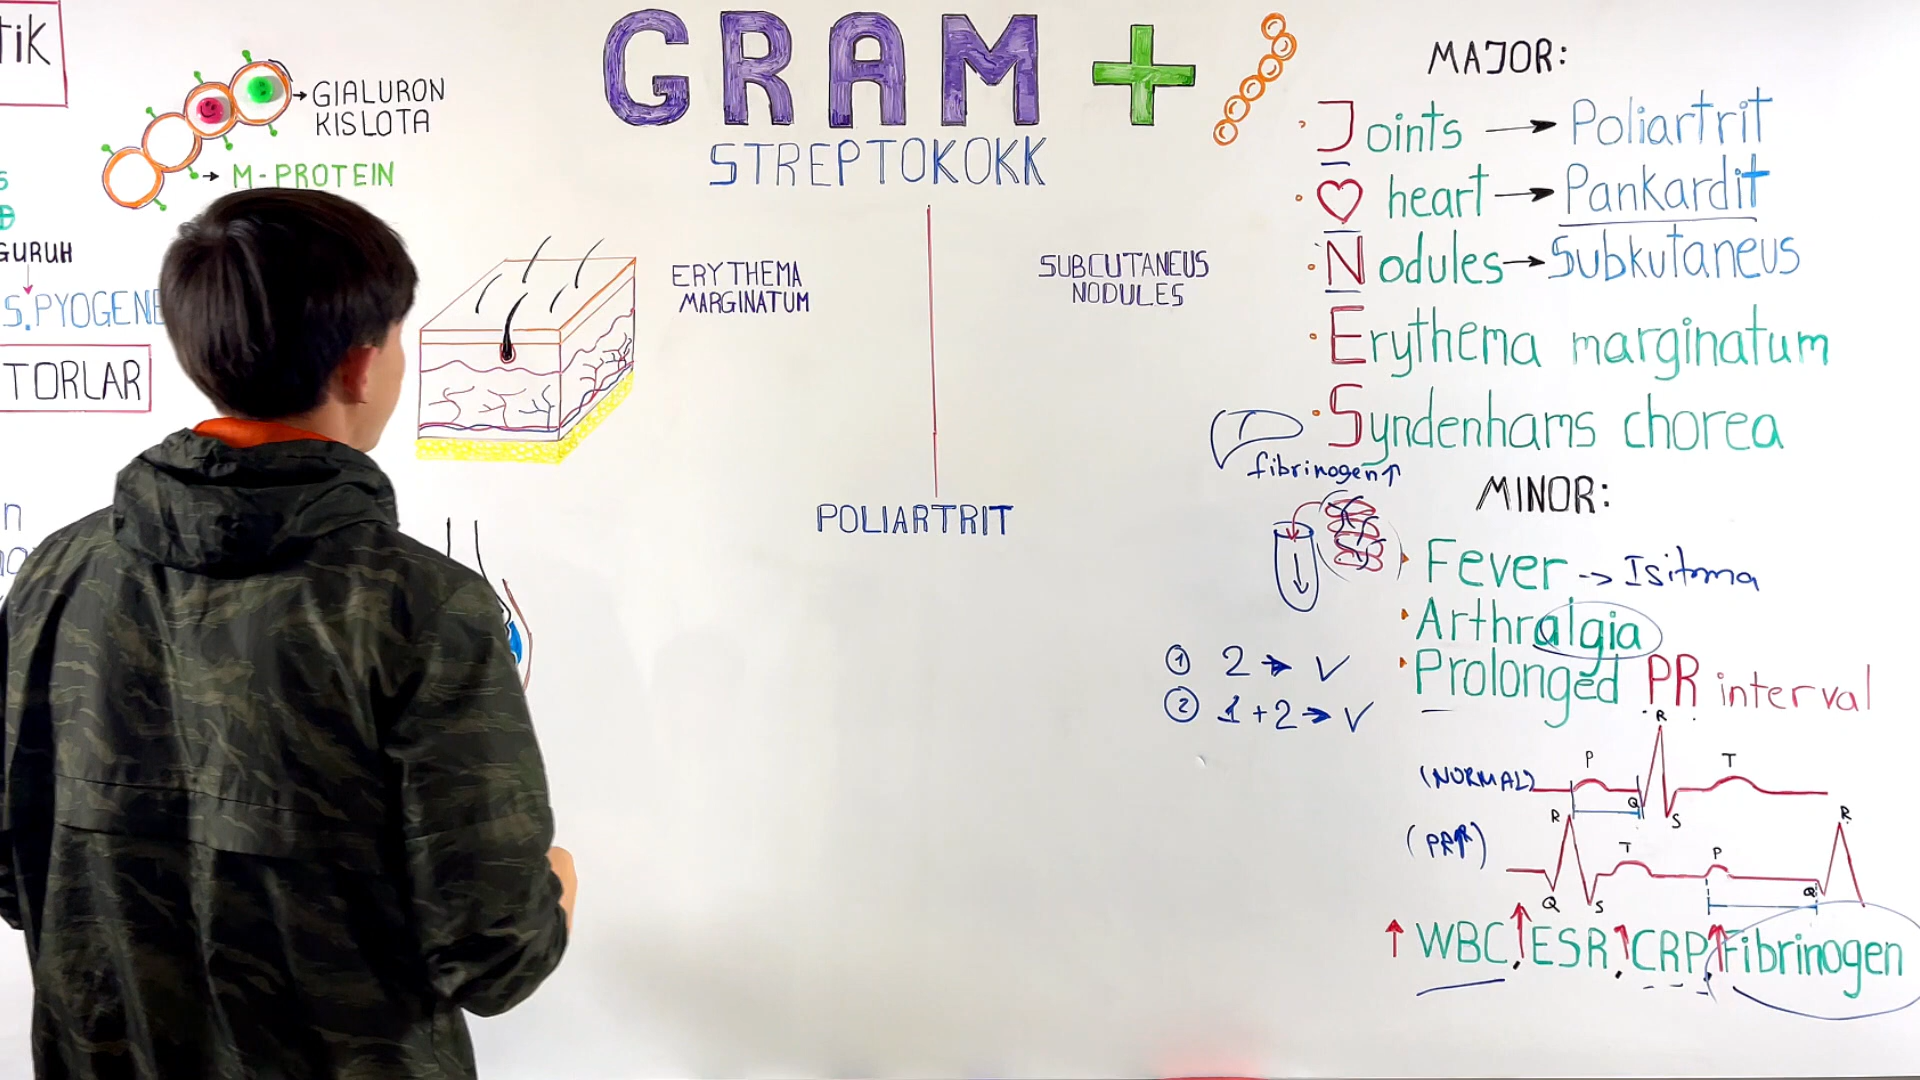 TİK
GIALURON
KISLOTA
M-PROTEIN
GURUH
S.PYOGENE
TORLAR
GRAM +
STREPTOKOKK
ERYTHEMA
MARGINATUM
SUBCUTANEUS
NODULES
POLIARTRIT
MAJOR:
Joints → Poliartrit
heart → Pankardit
Nodules → Subkutaneus
Erythema marginatum
Syndenhams chorea
fibrinogen↑
MINOR:
Fever -> Isitma
Arthralgia
Prolonged PR interval
① 2 → V
② 1+2 → V
(NORMAL)
P Q R S T
(PR↑)
R Q S T P Q R
↑ WBC, ↑ESR, ↑CRP, ↑Fibrinogen